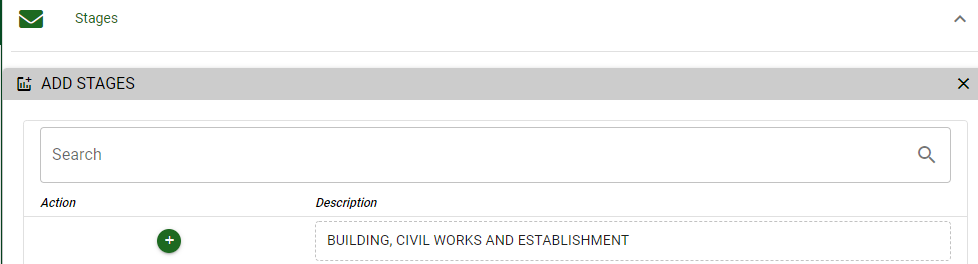 Stages
ADD STAGES
Search
Action Description
BUILDING, CIVIL WORKS AND ESTABLISHMENT